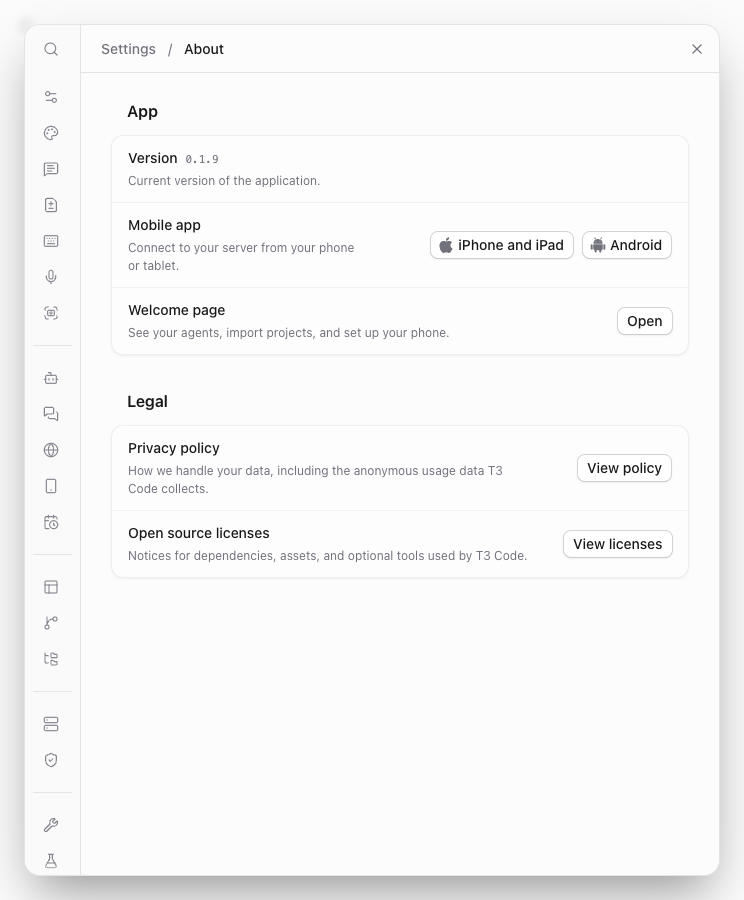 Settings / About
App
Version 0.1.9
Current version of the application.
Mobile app
Connect to your server from your phone
or tablet.
iPhone and iPad
Android
Welcome page
See your agents, import projects, and set up your phone.
Open
Legal
Privacy policy
How we handle your data, including the anonymous usage data T3
Code collects.
View policy
Open source licenses
Notices for dependencies, assets, and optional tools used by T3 Code.
View licenses